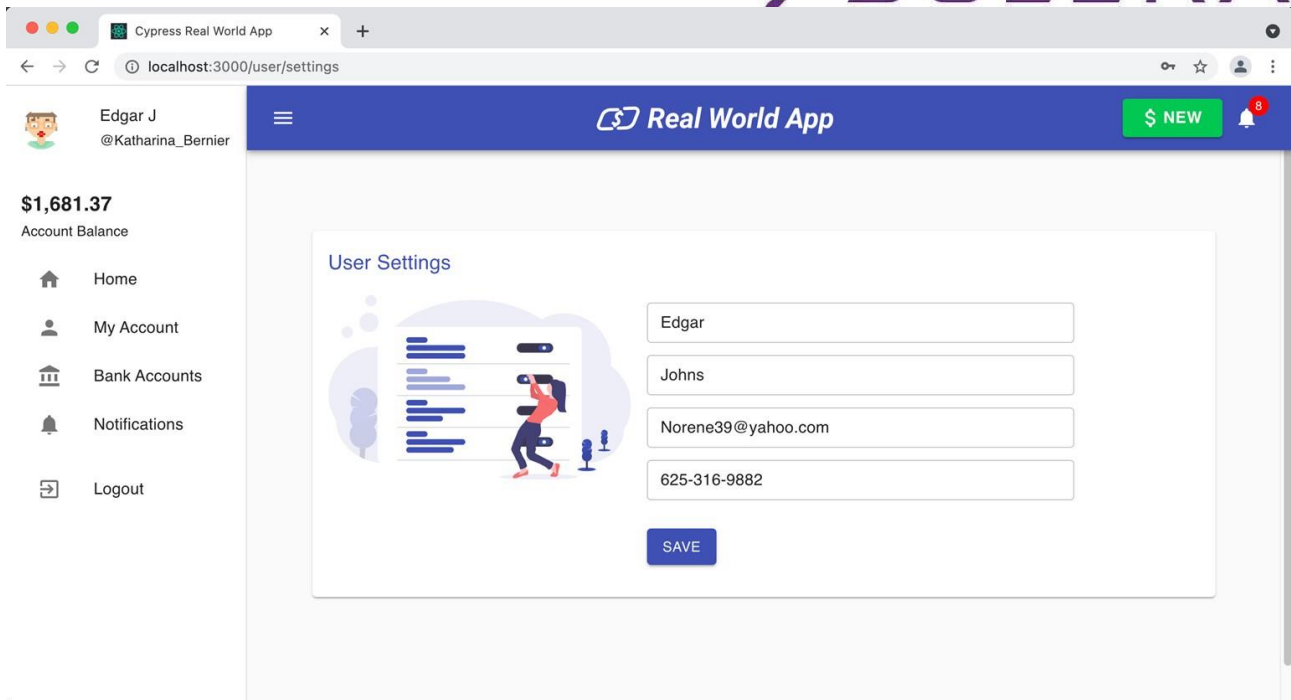 Cypress Real World App
localhost:3000/user/settings
Edgar J
@Katharina_Bernier
$1,681.37
Account Balance
Home
My Account
Bank Accounts
Notifications
Logout
Real World App
$ NEW
8
User Settings
Edgar
Johns
Norene39@yahoo.com
625-316-9882
SAVE